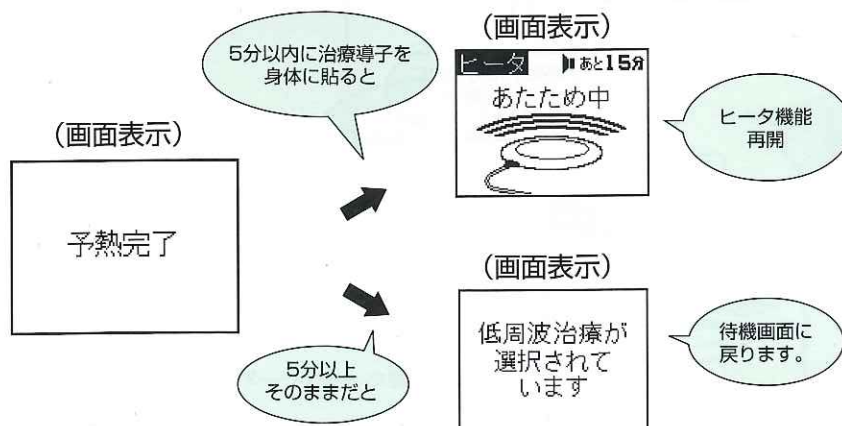 (画面表示)
予熱完了
5分以内に治療導子を
身体に貼ると
(画面表示)
ヒータ
あと15分
あたため中
ヒータ機能
再開
5分以上
そのままだと
(画面表示)
低周波治療が
選択されて
います
待機画面に
戻ります。